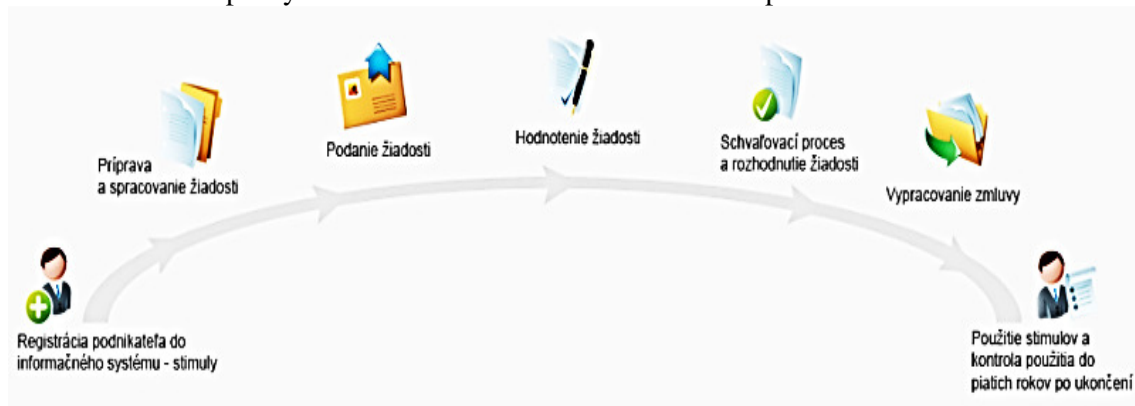 Registrácia podnikateľa do
informačného systému - stimuly
Príprava
a spracovanie žiadosti
Podanie žiadosti
Hodnotenie žiadosti
Schvaľovací proces
a rozhodnutie žiadosti
Vypracovanie zmluvy
Použitie stimulov a
kontrola použitia do
piatich rokov po ukončení